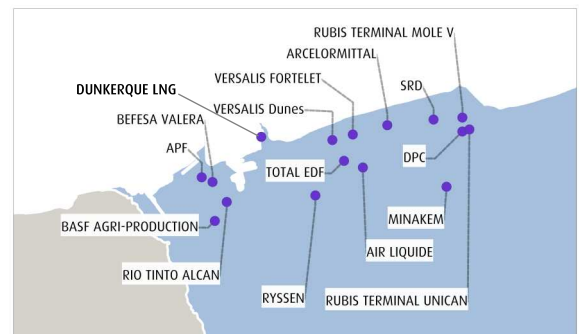 RUBIS TERMINAL MOLE V
ARCELORMITTAL
VERSALIS FORTELET
SRD
DUNKERQUE LNG
VERSALIS Dunes
BEFESA VALERA
APF
DPC
TOTAL EDF
MINAKEM
BASF AGRI-PRODUCTION
AIR LIQUIDE
RIO TINTO ALCAN
RYSSEN
RUBIS TERMINAL UNICAN